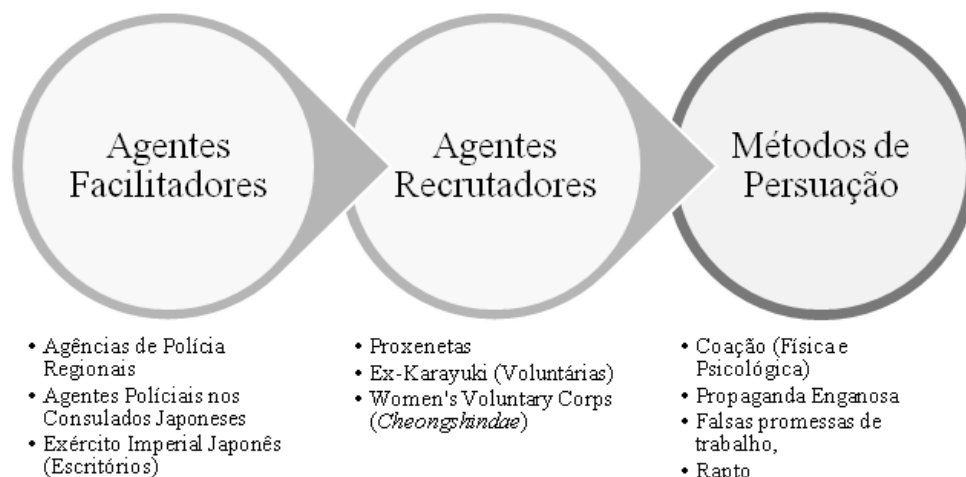 Agentes
Facilitadores
Agentes
Recrutadores
Métodos de
Persuação
• Agências de Polícia
Regionais
• Agentes Políciais nos
Consulados Japoneses
• Exército Imperial Japonês
(Escritórios)
• Proxenetas
• Ex-Karayuki (Voluntárias)
• Women's Voluntary Corps
(Cheongshindae)
• Coação (Física e
Psicológica)
• Propaganda Enganosa
• Falsas promessas de
trabalho,
• Rapto